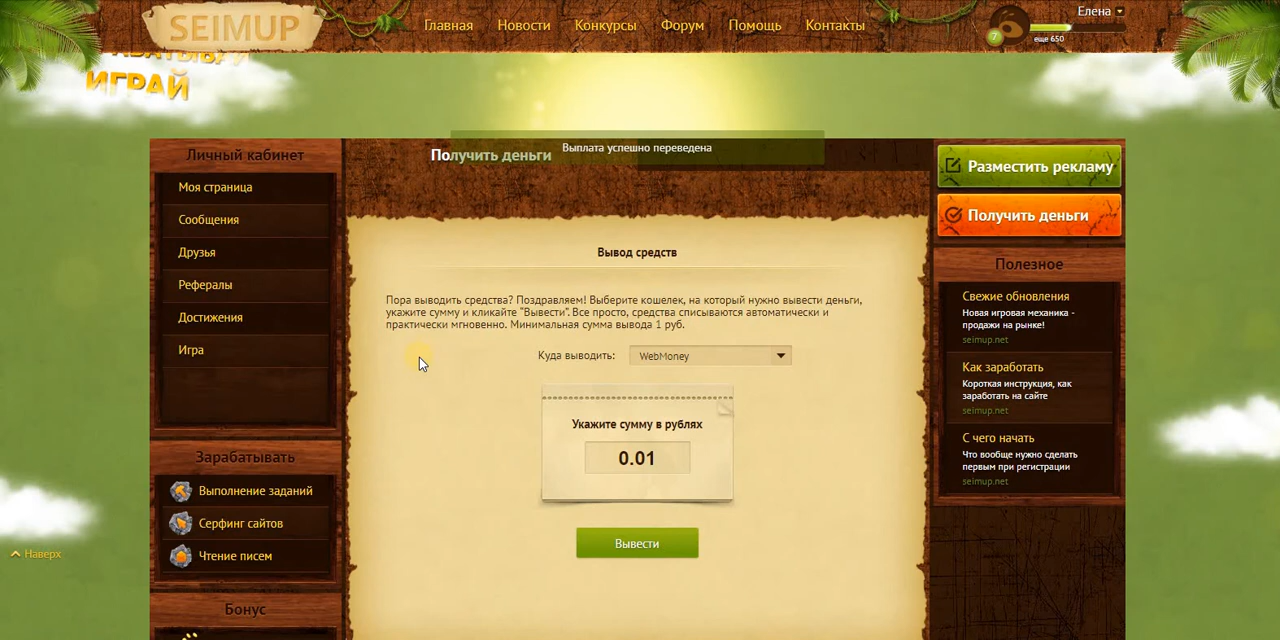 SEIMUP
Главная
Новости
Конкурсы
Форум
Помощь
Контакты
7
Елена
еще 650
ИГРАЙ
Личный кабинет
Моя страница
Сообщения
Друзья
Рефералы
Достижения
Игра
Зарабатывать
Выполнение заданий
Серфинг сайтов
Чтение писем
Бонус
Наверх
Получить деньги
Выплата успешно переведена
Вывод средств
Пора выводить средства? Поздравляем! Выберите кошелек, на который нужно вывести деньги,
укажите сумму и кликайте "Вывести". Все просто, средства списываются автоматически и
практически мгновенно. Минимальная сумма вывода 1 руб.
Куда выводить:
WebMoney
Укажите сумму в рублях
0.01
Вывести
Разместить рекламу
Получить деньги
Полезное
Свежие обновления
Новая игровая механика -
продажи на рынке!
seimup.net
Как заработать
Короткая инструкция, как
заработать на сайте
seimup.net
С чего начать
Что вообще нужно сделать
первым при регистрации
seimup.net